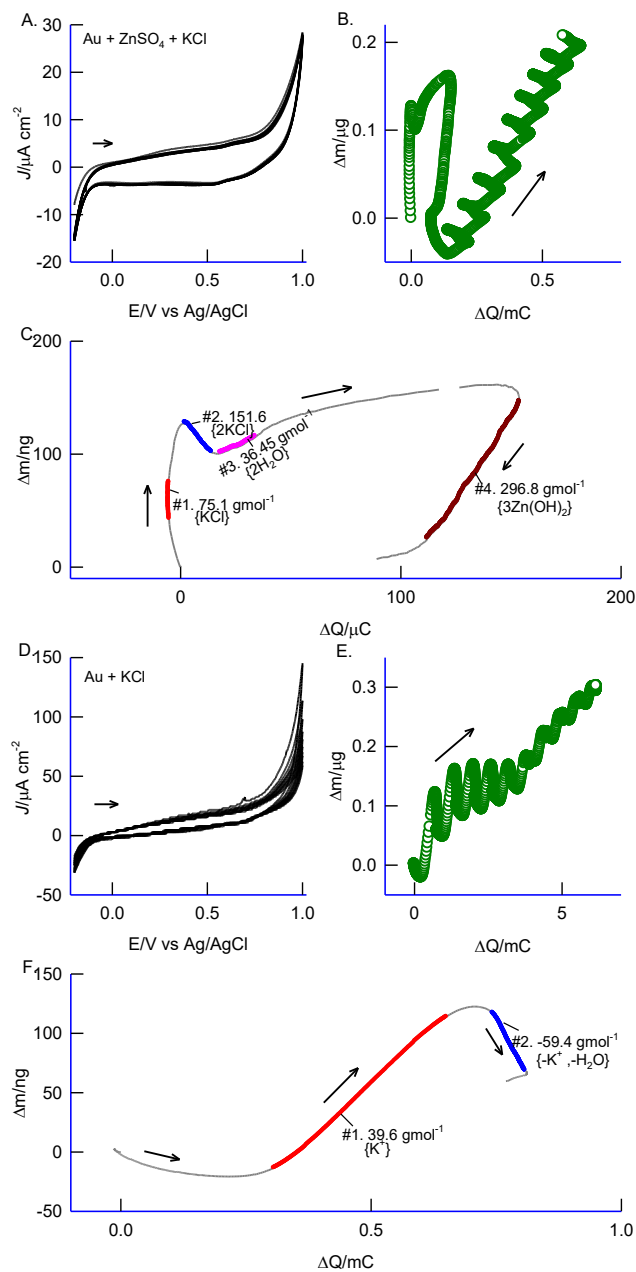 A.
Au + ZnSO₄ + KCl
J/μA cm⁻²
30
20
10
0
-10
-20
0.0
0.5
1.0
E/V vs Ag/AgCl
B.
Δm/μg
0.2
0.1
0.0
0.0
0.5
ΔQ/mC
C.
Δm/ng
200
100
0
#2. 151.6
{2KCl}
#3. 36.45 gmol⁻¹
{2H₂O}
#1. 75.1 gmol⁻¹
{KCl}
#4. 296.8 gmol⁻¹
{3Zn(OH)₂}
0
100
200
ΔQ/μC
D.
Au + KCl
J/μA cm⁻²
150
100
50
0
-50
0.0
0.5
1.0
E/V vs Ag/AgCl
E.
Δm/μg
0.3
0.2
0.1
0.0
0
5
ΔQ/mC
F.
Δm/ng
150
100
50
0
-50
#2. -59.4 gmol⁻¹
{-K⁺ ,-H₂O}
#1. 39.6 gmol⁻¹
{K⁺}
0.0
0.5
1.0
ΔQ/mC